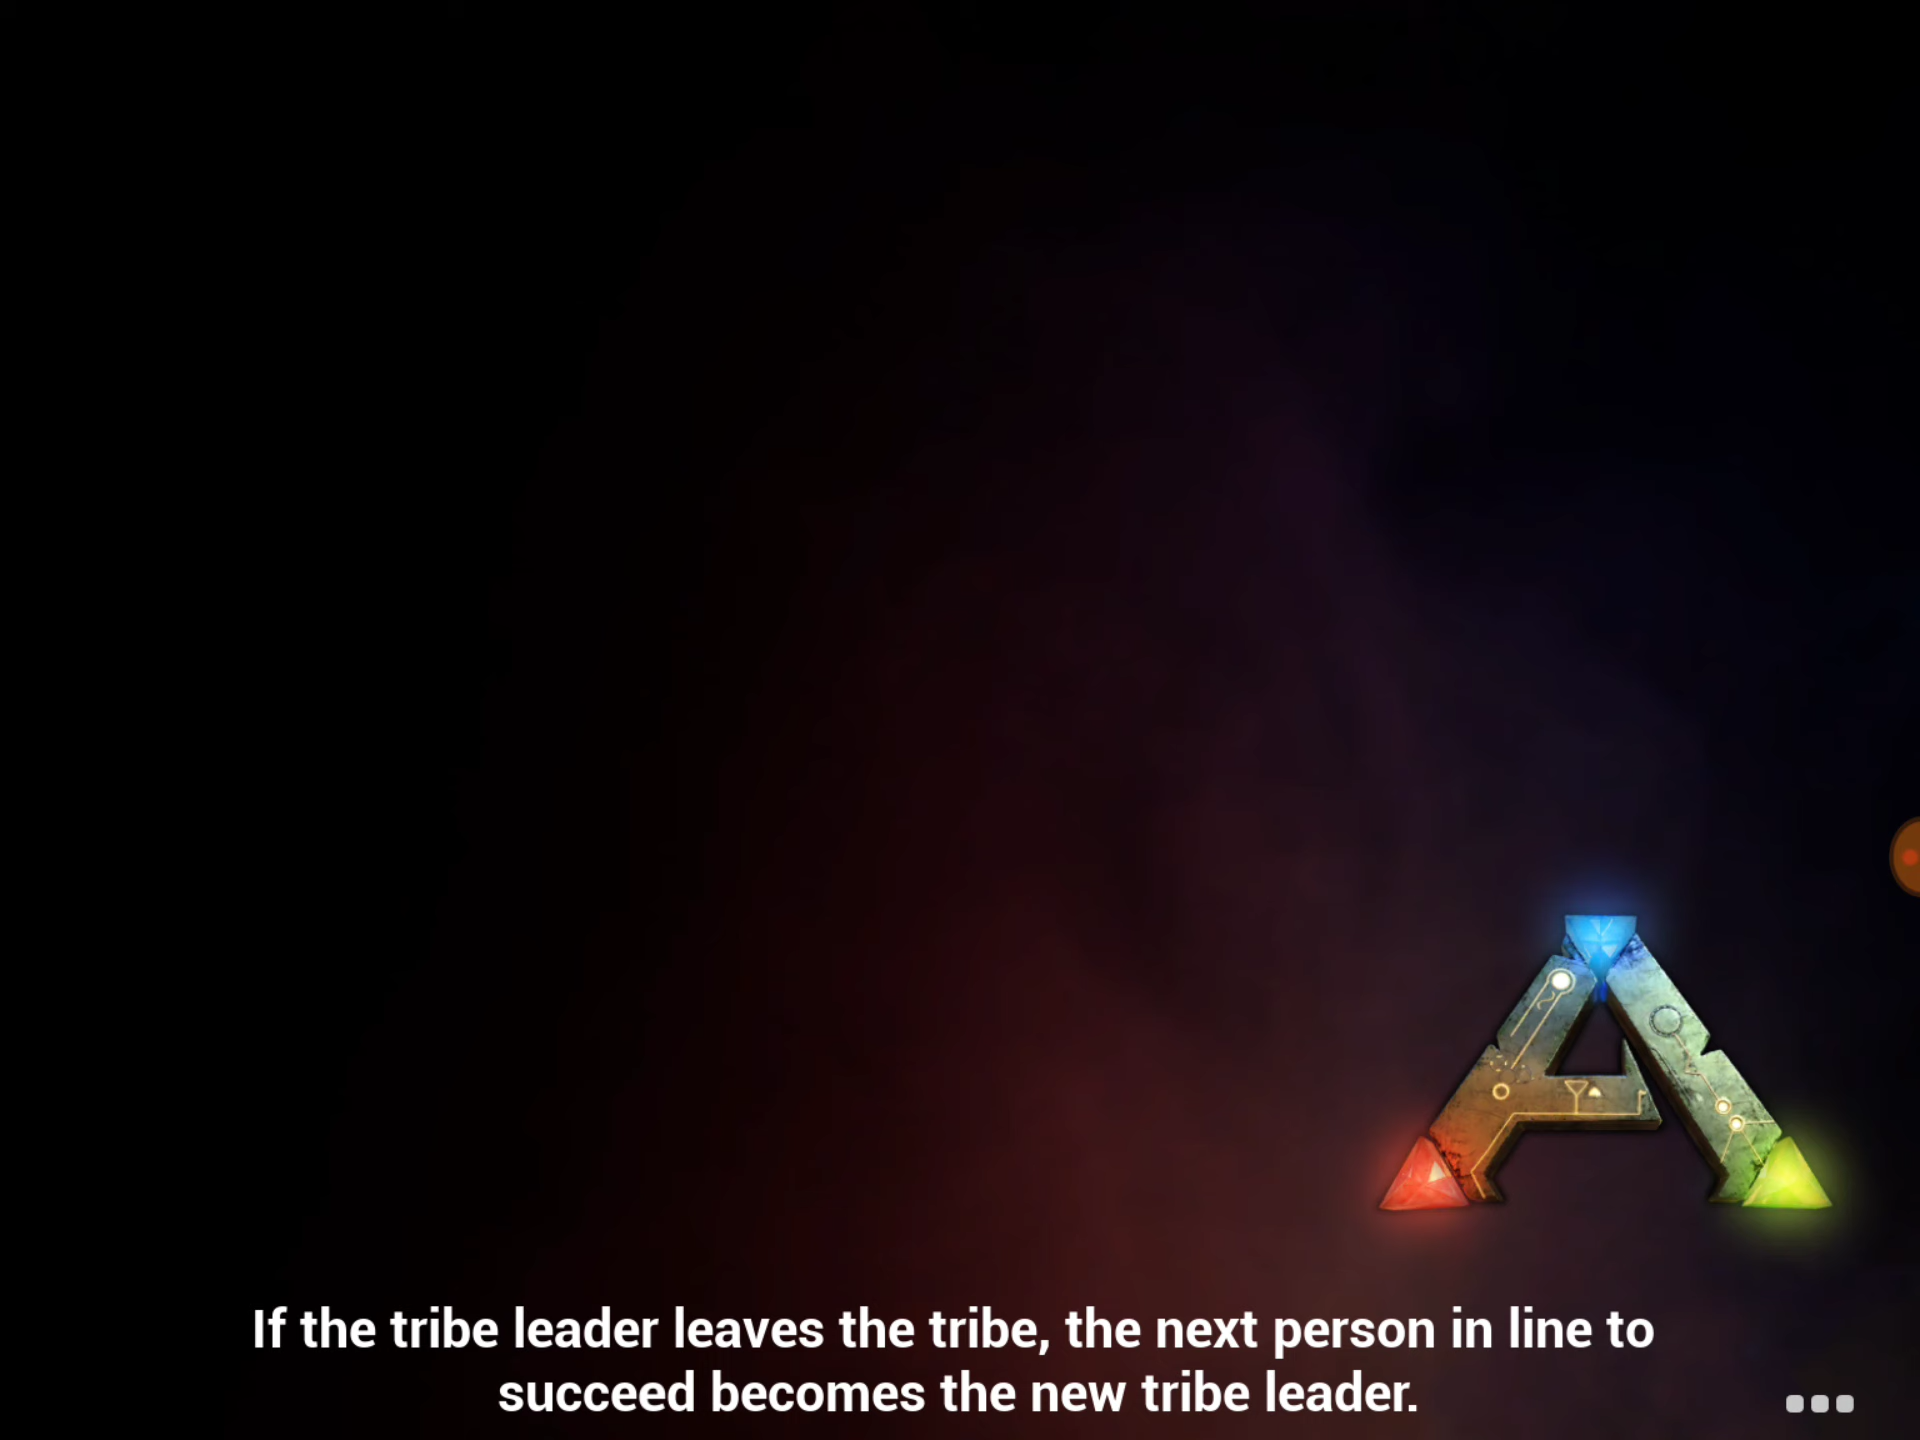 If the tribe leader leaves the tribe, the next person in line to
succeed becomes the new tribe leader.